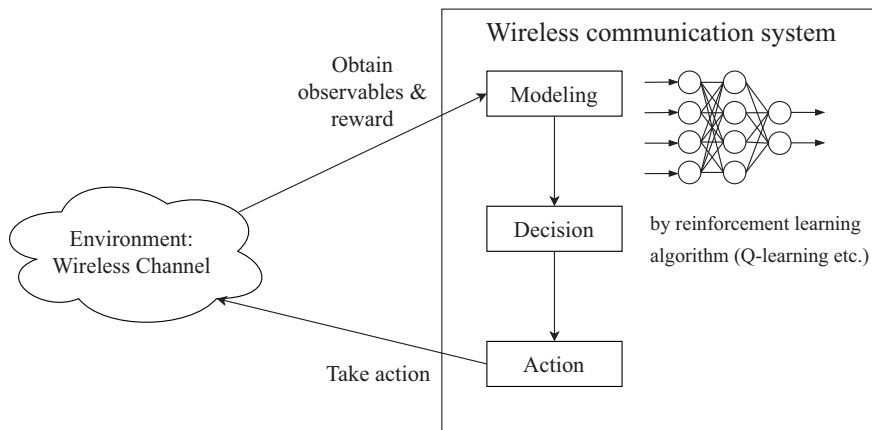 Wireless communication system
Obtain
observables &
reward
Modeling
Environment:
Wireless Channel
Decision
by reinforcement learning
algorithm (Q-learning etc.)
Take action
Action